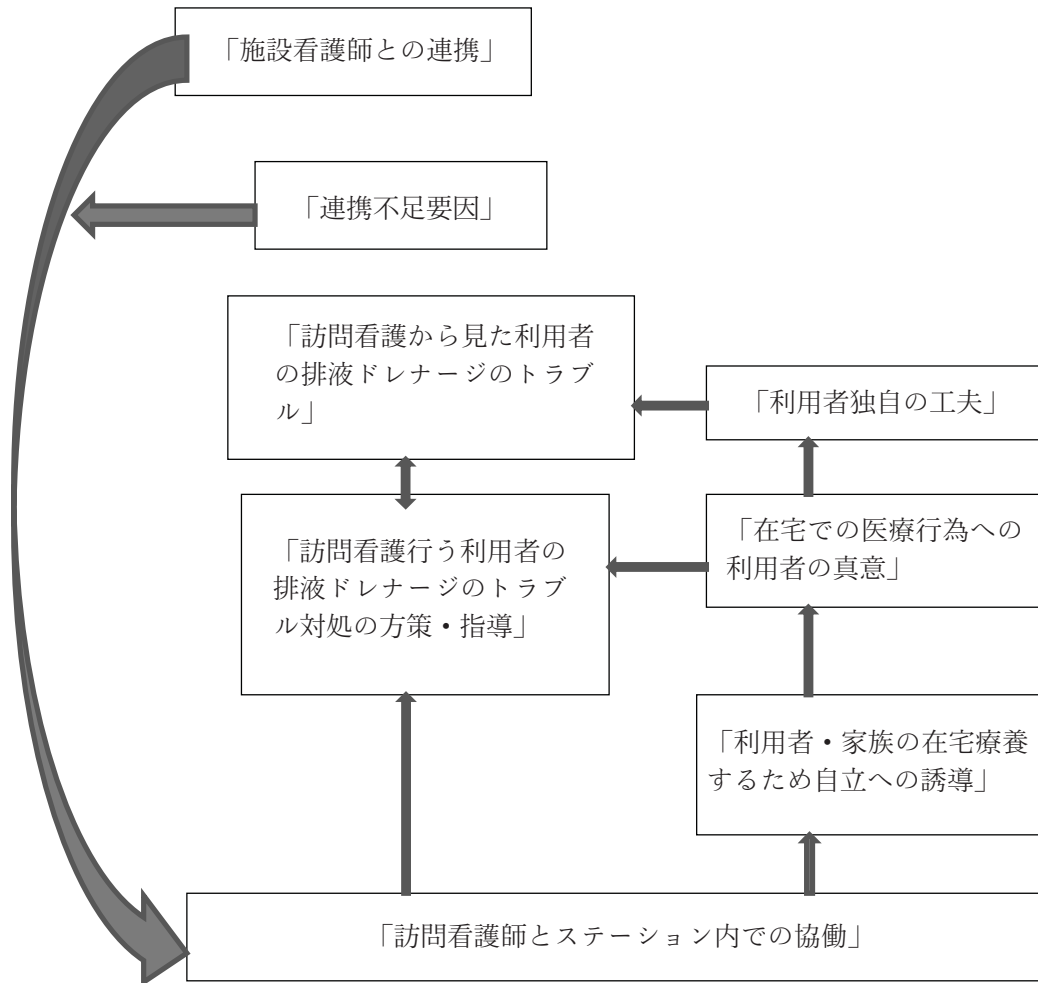 「施設看護師との連携」
「連携不足要因」
「訪問看護から見た利用者
の排液ドレナージのトラブ
ル」
「利用者独自の工夫」
「訪問看護行う利用者の
排液ドレナージのトラブ
ル対処の方策・指導」
「在宅での医療行為への
利用者の真意」
「利用者・家族の在宅療養
するため自立への誘導」
「訪問看護師とステーション内での協働」